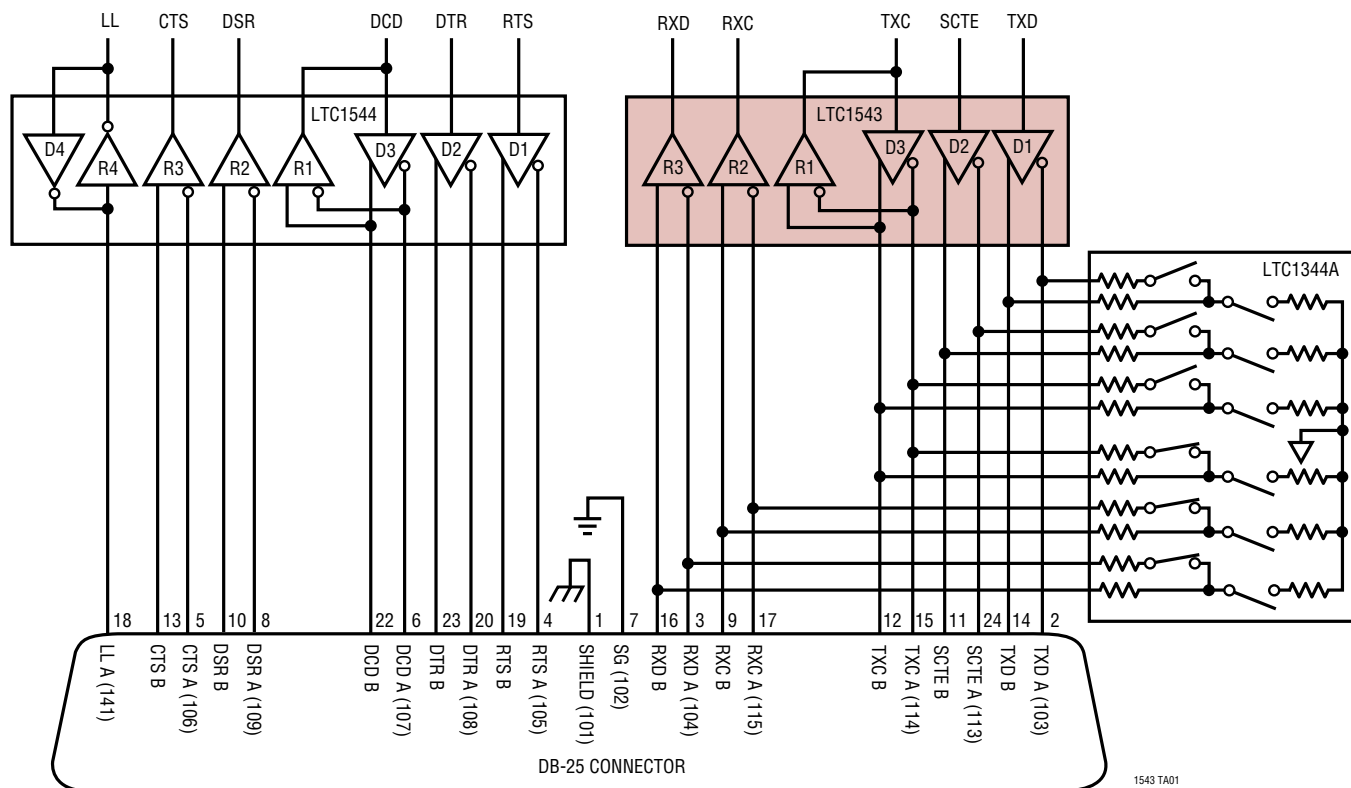 LL CTS DSR DCD DTR RTS RXD RXC TXC SCTE TXD
LTC1544 LTC1543
D4 R4 R3 R2 R1 D3 D2 D1 R3 R2 R1 D3 D2 D1
LTC1344A
18 13 5 10 8 22 6 23 20 19 4 1 7 16 3 9 17 12 15 11 24 14 2
LL A (141)
CTS B
CTS A (106)
DSR B
DSR A (109)
DCD B
DCD A (107)
DTR B
DTR A (108)
RTS B
RTS A (105)
SHIELD (101)
SG (102)
RXD B
RXD A (104)
RXC B
RXC A (115)
TXC B
TXC A (114)
SCTE B
SCTE A (113)
TXD B
TXD A (103)
DB-25 CONNECTOR
1543 TA01